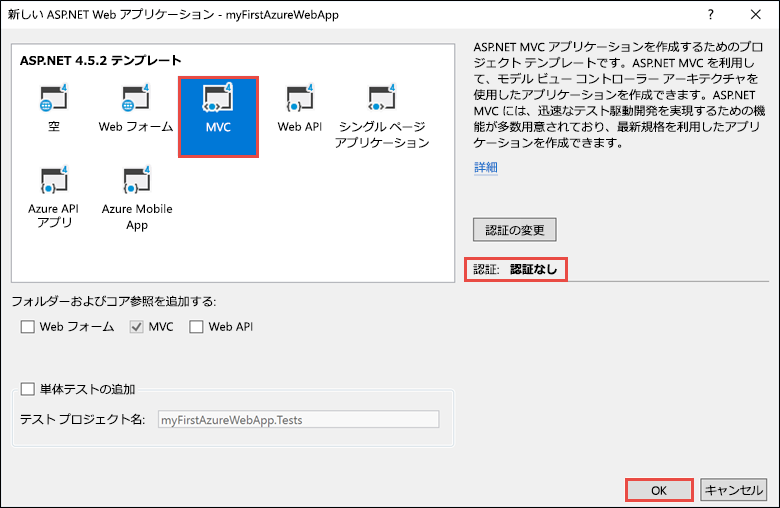 新しい ASP.NET Web アプリケーション - myFirstAzureWebApp
?
ASP.NET 4.5.2 テンプレート
4
4
4
4
4
空
Web フォーム
MVC
Web API
シングル ページ
アプリケーション
4
4
Azure API
アプリ
Azure Mobile
App
ASP.NET MVC アプリケーションを作成するためのプロ
ジェクト テンプレートです。ASP.NET MVC を利用し
て、モデル ビュー コントローラー アーキテクチャを
使用したアプリケーションを作成できます。ASP.NET
MVC には、迅速なテスト駆動開発を実現するための機
能が多数用意されており、最新規格を利用したアプリ
ケーションを作成できます。
詳細
認証の変更
認証: 認証なし
フォルダーおよびコア参照を追加する:
Web フォーム
MVC
Web API
単体テストの追加
テスト プロジェクト名:
myFirstAzureWebApp.Tests
OK
キャンセル